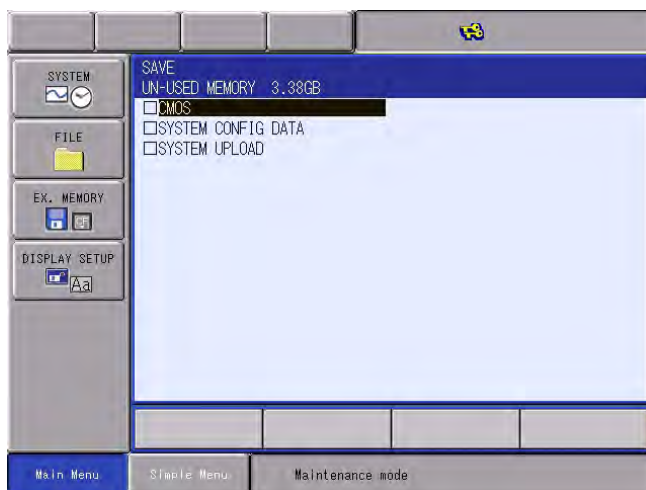 SYSTEM
FILE
EX. MEMORY
DISPLAY SETUP
Aa
SAVE
UN-USED MEMORY 3.38GB
CMOS
SYSTEM CONFIG DATA
SYSTEM UPLOAD
Main Menu
Simple Menu
Maintenance mode